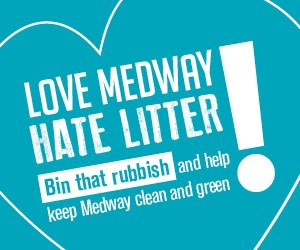 LOVE MEDWAY
HATE LITTER!
Bin that rubbish and help
keep Medway clean and green